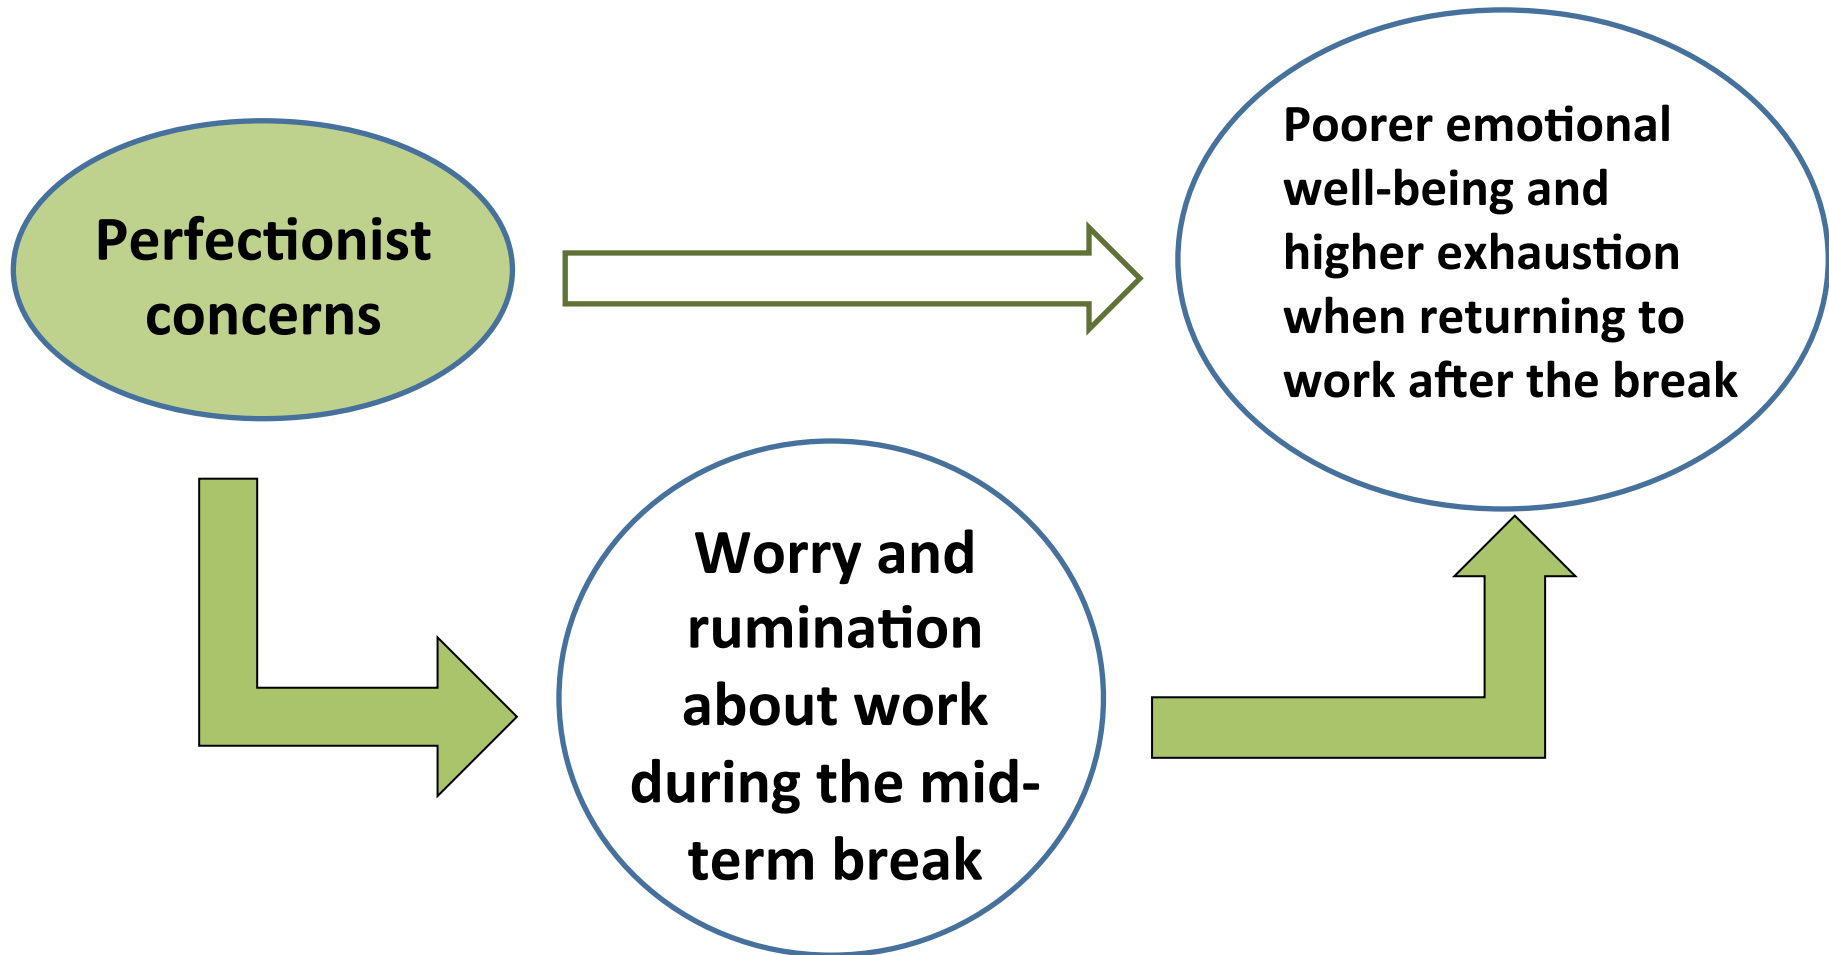 Perfectionist
concerns
Poorer emotional
well-being and
higher exhaustion
when returning to
work after the break
Worry and
rumination
about work
during the mid-
term break